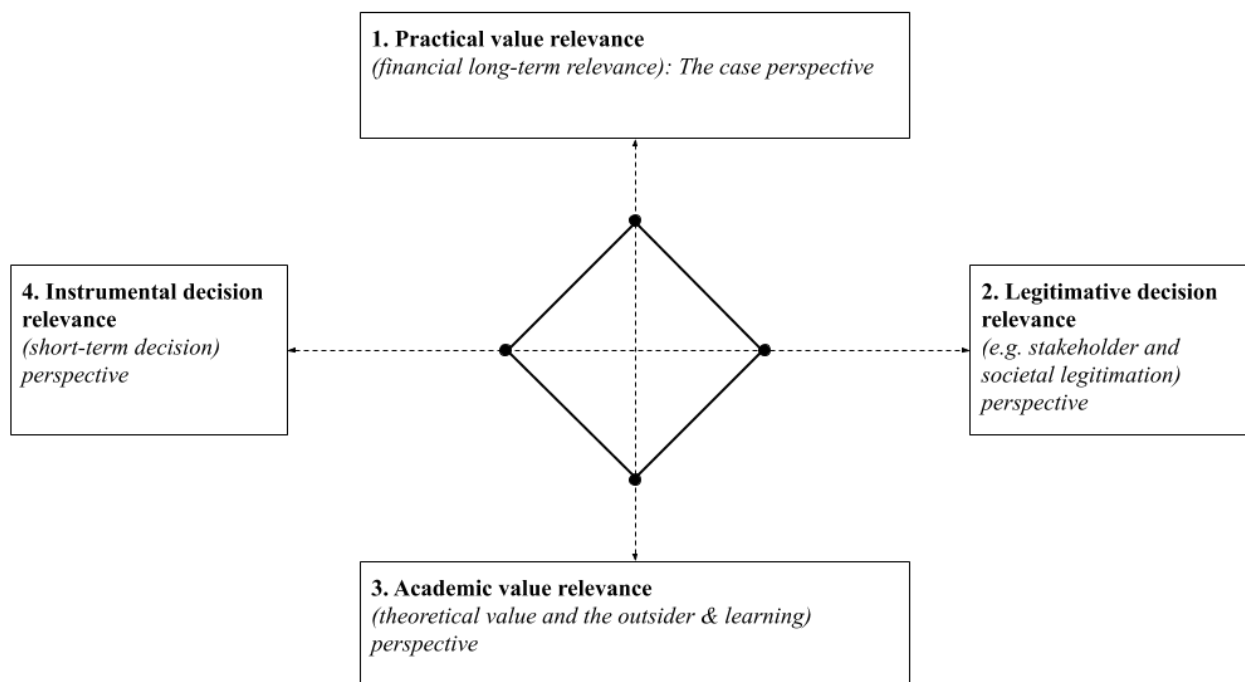 1. Practical value relevance
(financial long-term relevance): The case perspective
4. Instrumental decision
relevance
(short-term decision)
perspective
2. Legitimative decision
relevance
(e.g. stakeholder and
societal legitimation)
perspective
3. Academic value relevance
(theoretical value and the outsider & learning)
perspective